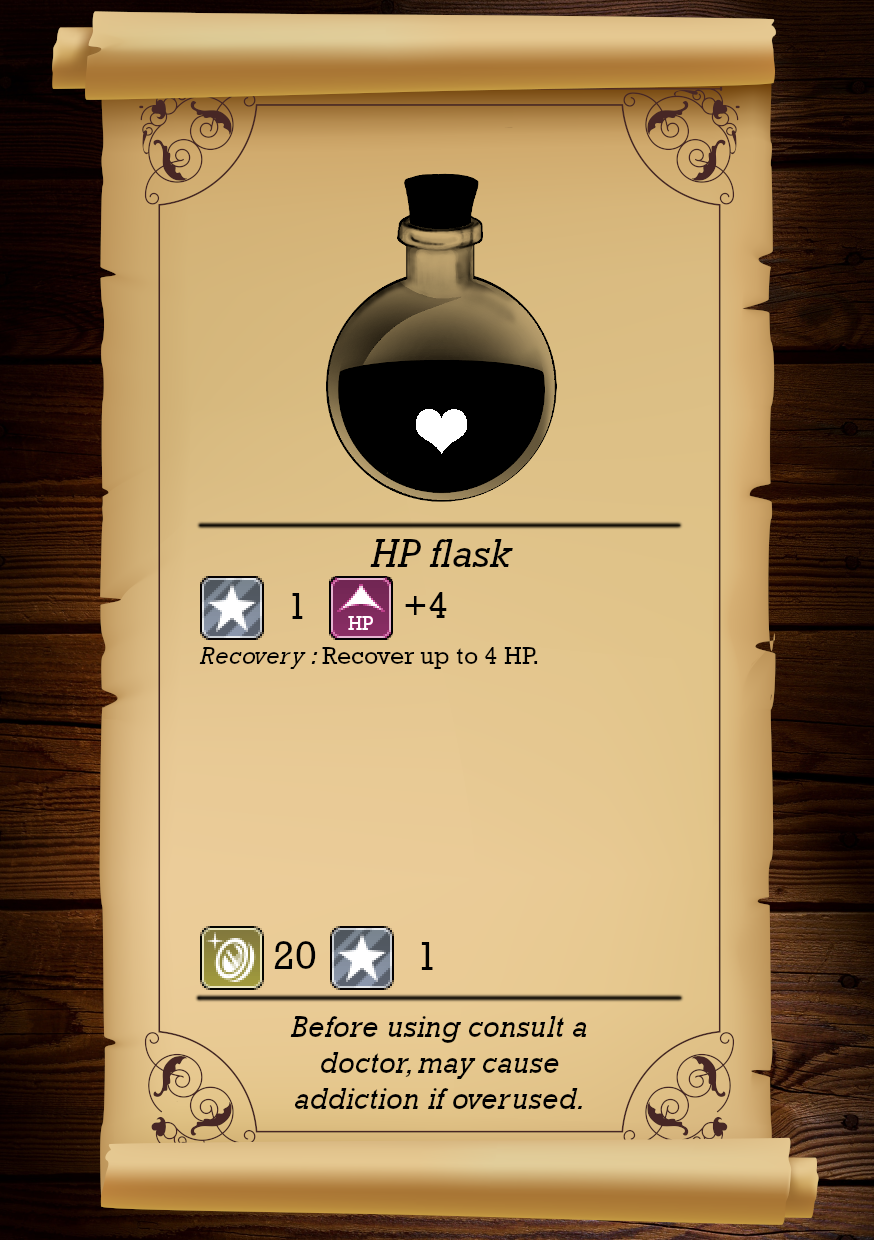 HP flask
1 HP +4
Recovery : Recover up to 4 HP.
20 1
Before using consult a
doctor, may cause
addiction if overused.